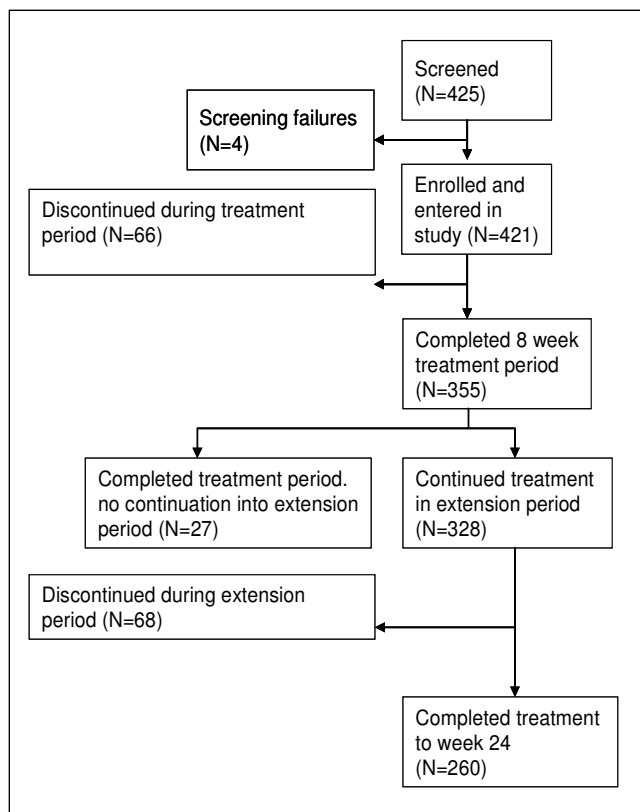 Screened
(N=425)
Screening failures
(N=4)
Enrolled and
entered in
study (N=421)
Discontinued during treatment
period (N=66)
Completed 8 week
treatment period
(N=355)
Completed treatment period.
no continuation into extension
period (N=27)
Continued treatment
in extension period
(N=328)
Discontinued during extension
period (N=68)
Completed treatment
to week 24
(N=260)